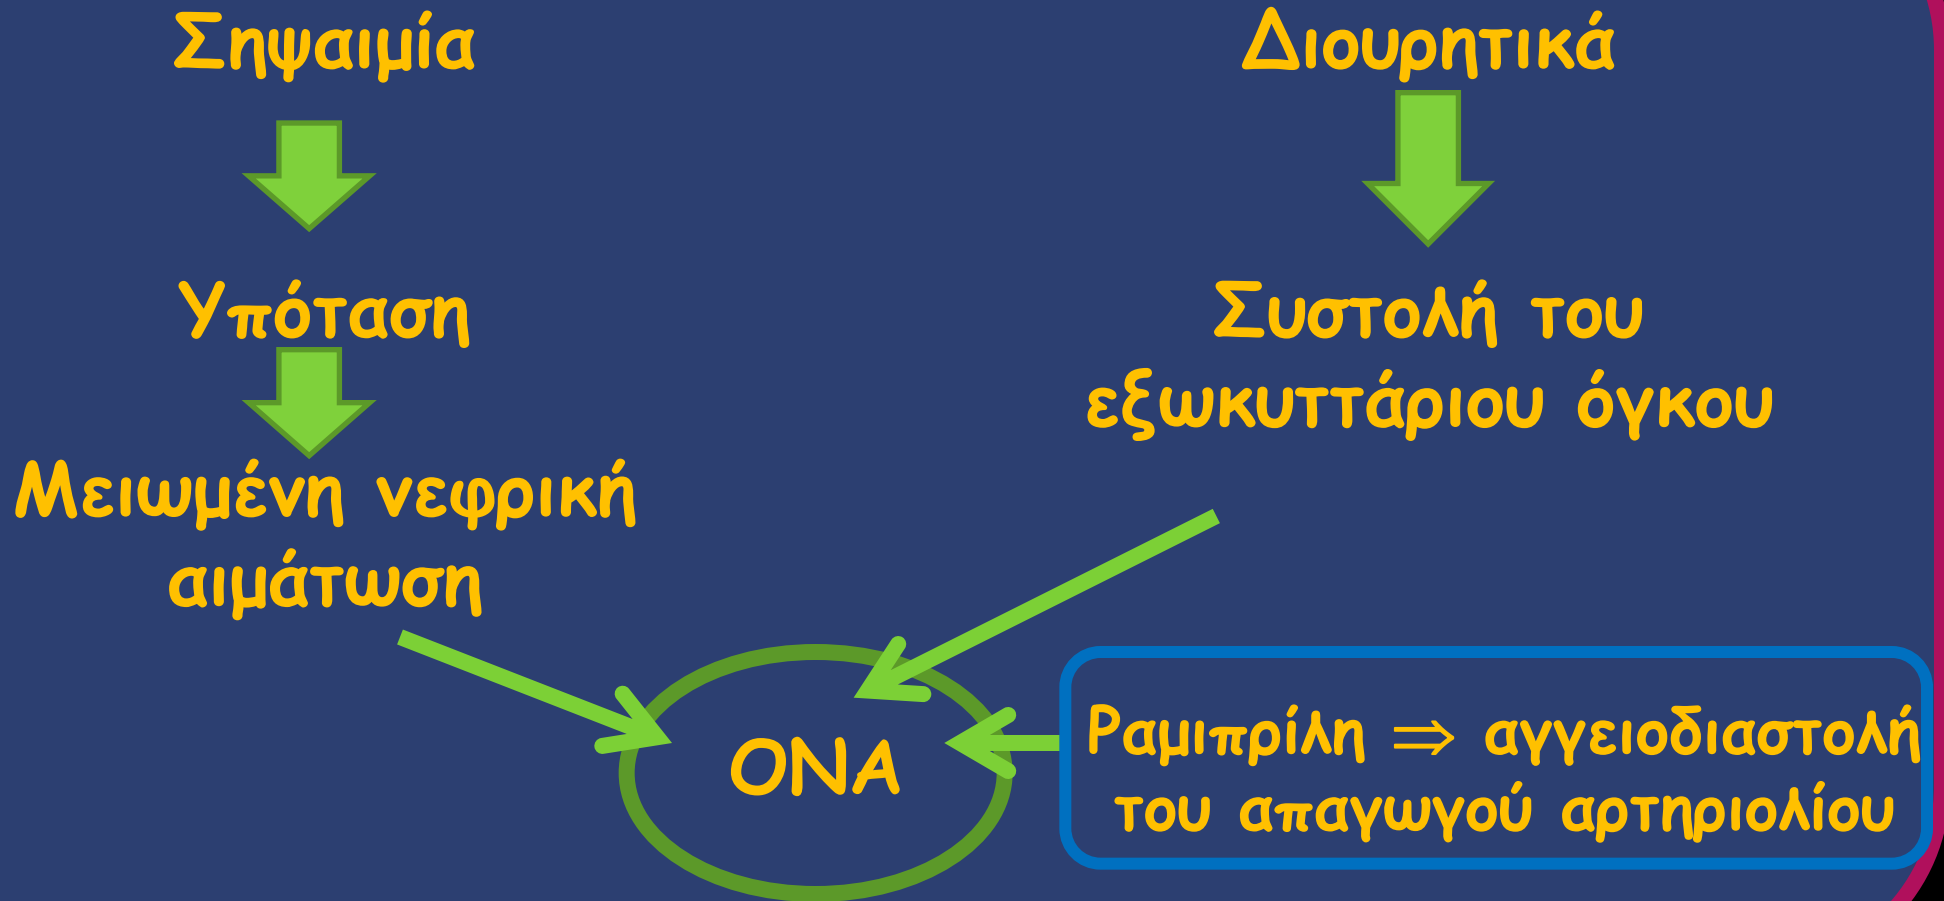 Σηψαιμία
Διουρητικά
Υπόταση
Συστολή του
εξωκυττάριου όγκου
Μειωμένη νεφρική
αιμάτωση
ΟΝΑ
Ραμιπρίλη ⇒ αγγειοδιαστολή
του απαγωγού αρτηριολίου